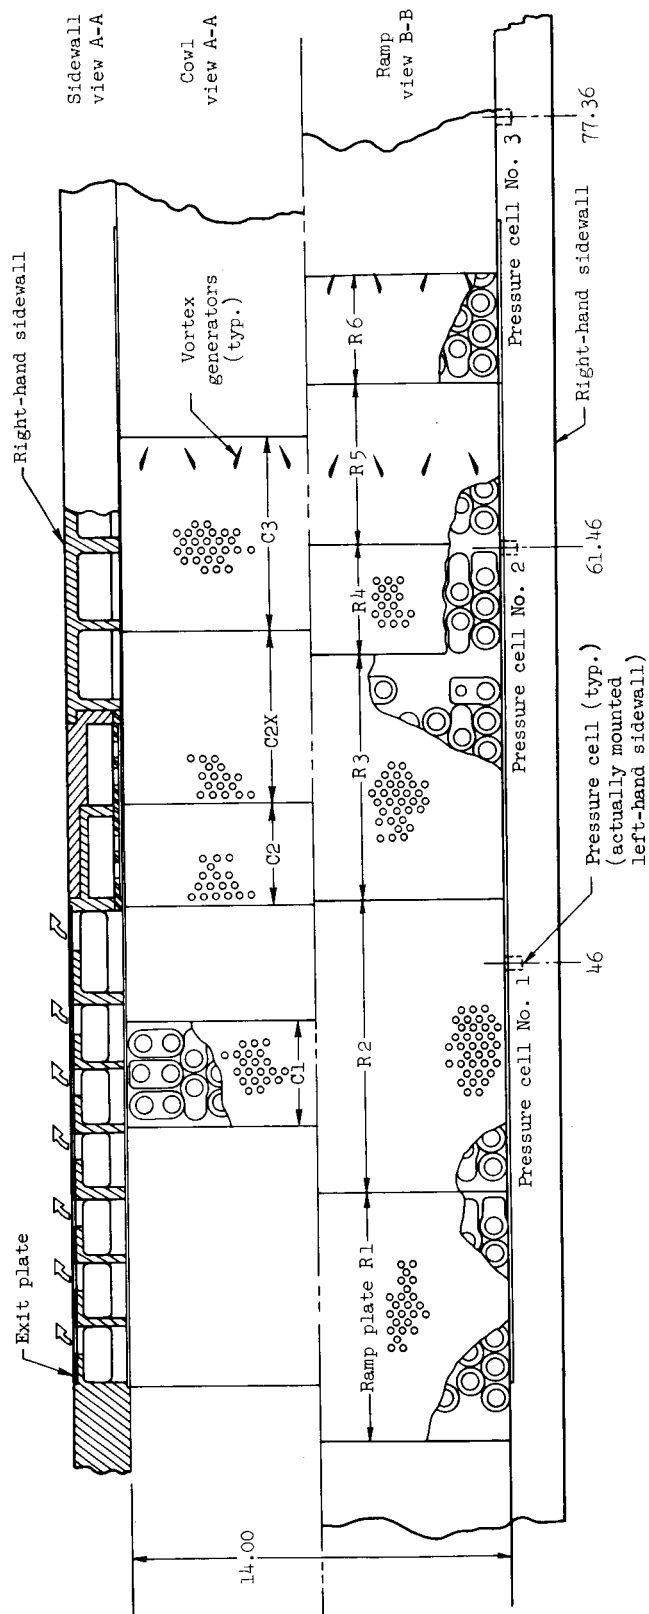 Sidewall
view A-A
Cowl
view A-A
Ramp
view B-B
Exit plate
Right-hand sidewall
Vortex
generators
(typ.)
C1
C2
C2X
C3
14.00
Ramp plate R1
R2
R3
R4
R5
R6
Pressure cell No. 1
Pressure cell No. 2
Pressure cell No. 3
46
61.46
77.36
Pressure cell (typ.)
(actually mounted
left-hand sidewall)
Right-hand sidewall